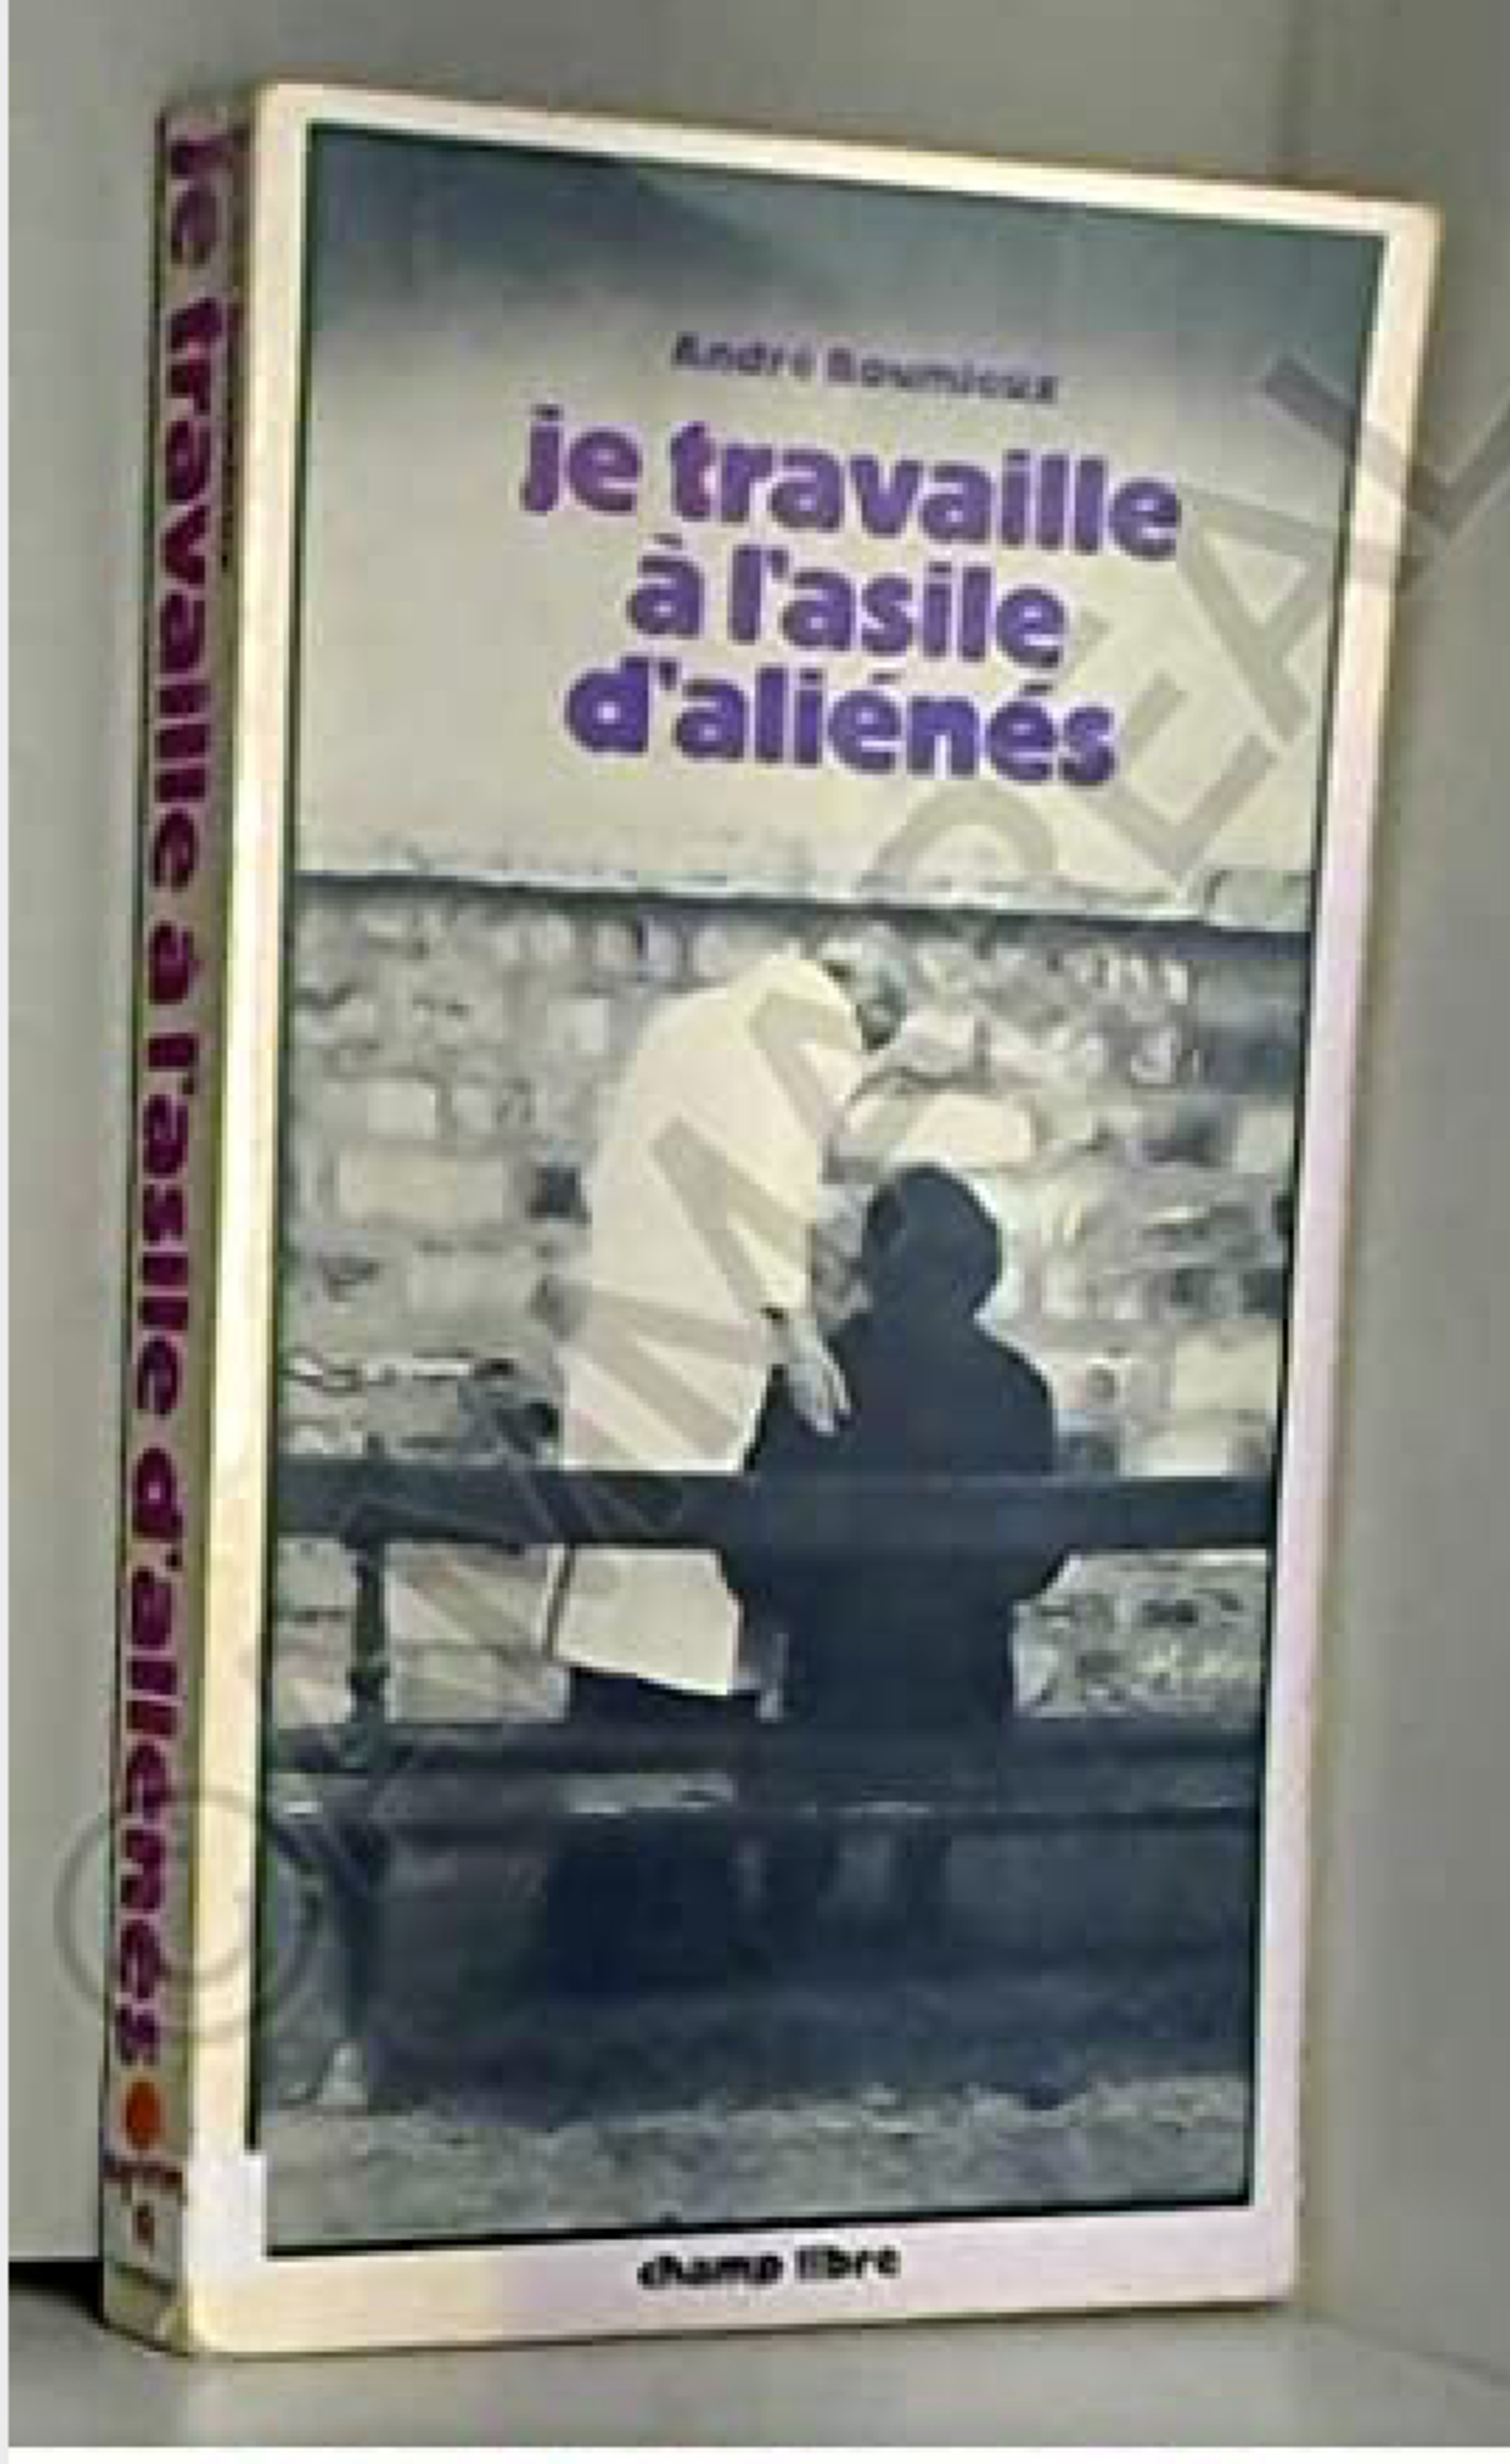 je travaille à l'asile d'aliénés
André Roumieux
je travaille
à l'asile
d'aliénés
champ libre